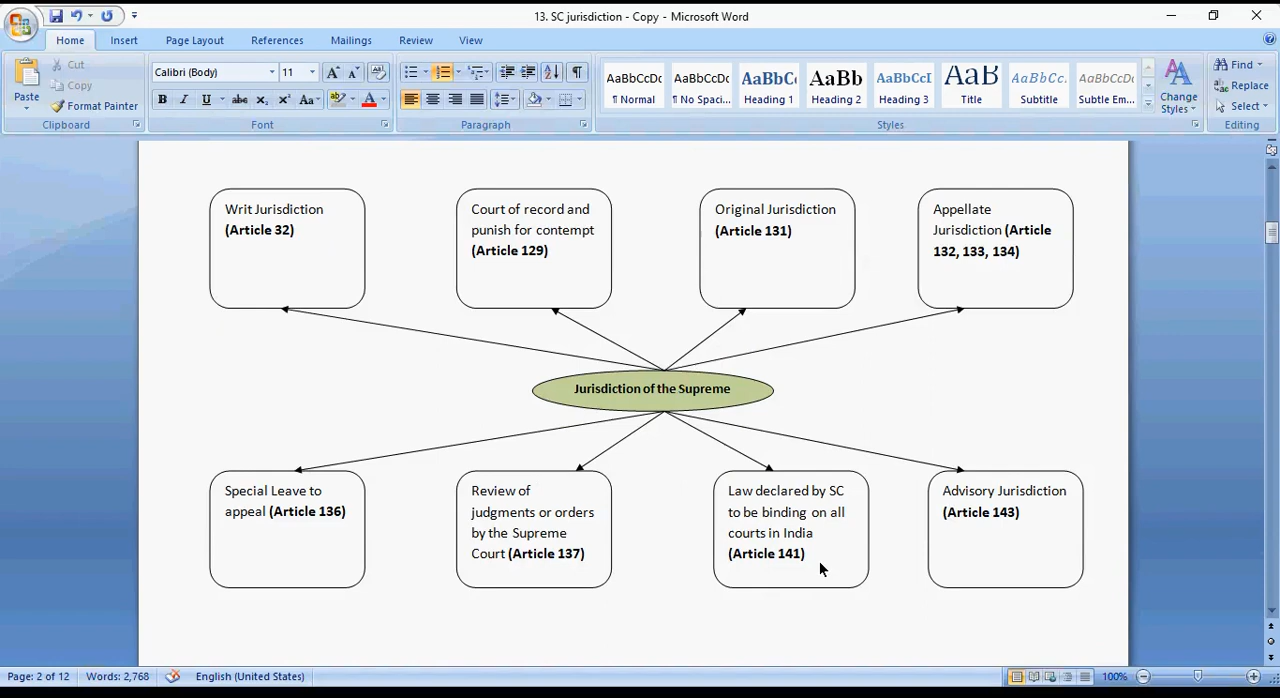 13. SC jurisdiction - Copy - Microsoft Word
Home Insert Page Layout References Mailings Review View
Paste
Cut
Copy
Format Painter
Clipboard
Calibri (Body) 11
Font
Paragraph
AaBbCcDc AaBbCcDc AaBbC AaBb AaBbCcI AaB AaBbCc. AaBbCcDc
¶ Normal ¶ No Spaci... Heading 1 Heading 2 Heading 3 Title Subtitle Subtle Em...
Change
Styles
Styles
Find
Replace
Select
Editing
Writ Jurisdiction
(Article 32)
Court of record and
punish for contempt
(Article 129)
Original Jurisdiction
(Article 131)
Appellate
Jurisdiction (Article
132, 133, 134)
Jurisdiction of the Supreme
Special Leave to
appeal (Article 136)
Review of
judgments or orders
by the Supreme
Court (Article 137)
Law declared by SC
to be binding on all
courts in India
(Article 141)
Advisory Jurisdiction
(Article 143)
Page: 2 of 12 Words: 2,768 English (United States) 100%